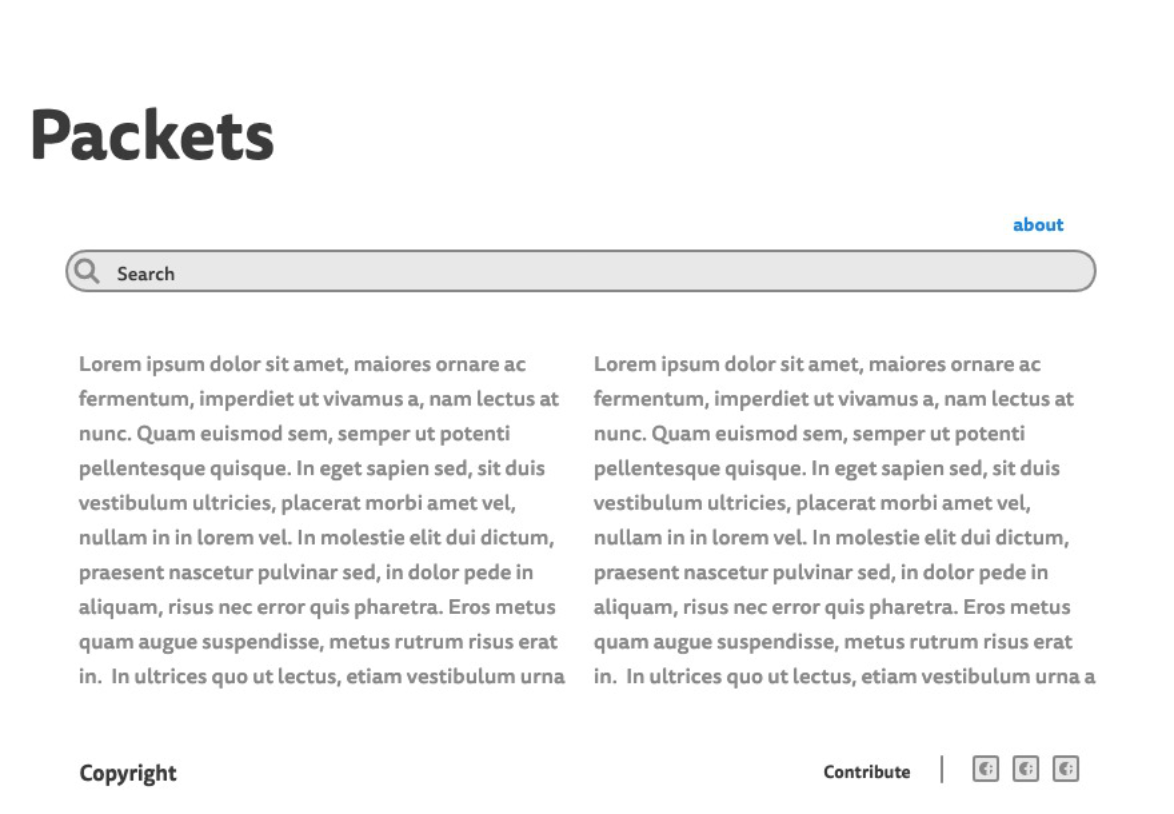 Packets
about
Search
Lorem ipsum dolor sit amet, maiores ornare ac
fermentum, imperdiet ut vivamus a, nam lectus at
nunc. Quam euismod sem, semper ut potenti
pellentesque quisque. In eget sapien sed, sit duis
vestibulum ultricies, placerat morbi amet vel,
nullam in in lorem vel. In molestie elit dui dictum,
praesent nascetur pulvinar sed, in dolor pede in
aliquam, risus nec error quis pharetra. Eros metus
quam augue suspendisse, metus rutrum risus erat
in.  In ultrices quo ut lectus, etiam vestibulum urna
Lorem ipsum dolor sit amet, maiores ornare ac
fermentum, imperdiet ut vivamus a, nam lectus at
nunc. Quam euismod sem, semper ut potenti
pellentesque quisque. In eget sapien sed, sit duis
vestibulum ultricies, placerat morbi amet vel,
nullam in in lorem vel. In molestie elit dui dictum,
praesent nascetur pulvinar sed, in dolor pede in
aliquam, risus nec error quis pharetra. Eros metus
quam augue suspendisse, metus rutrum risus erat
in.  In ultrices quo ut lectus, etiam vestibulum urna a
Copyright
Contribute